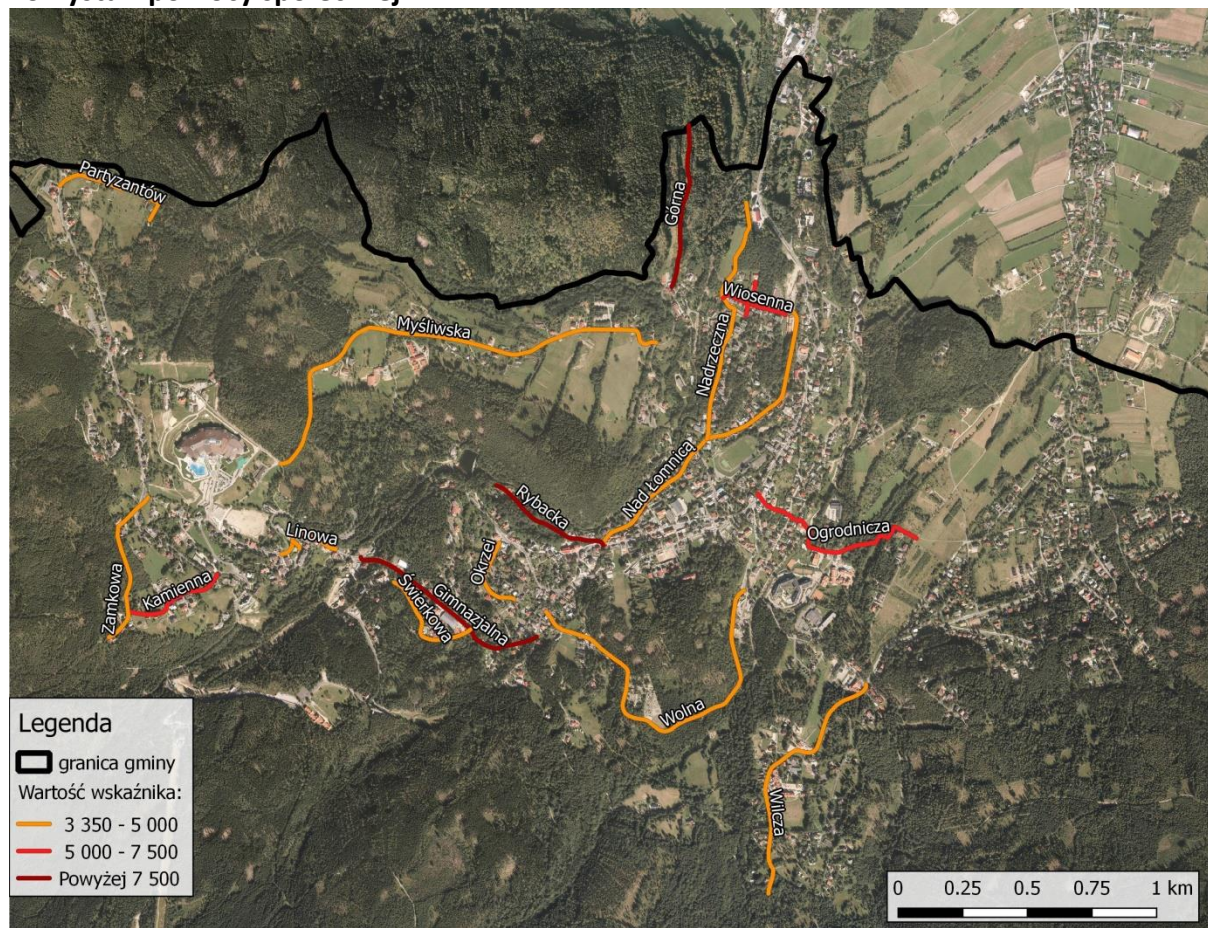 Partyzantów
Górna
Wiosenna
Myśliwska
Nadrzeczna
Nad Łomnicą
Rybacka
Ogrodnicza
Linowa
Okrzei
Zamkowa
Kamienna
Świerkowa
Gimnazjalna
Wolna
Wilcza
Legenda
granica gminy
Wartość wskaźnika:
3 350 - 5 000
5 000 - 7 500
Powyżej 7 500
0 0.25 0.5 0.75 1 km